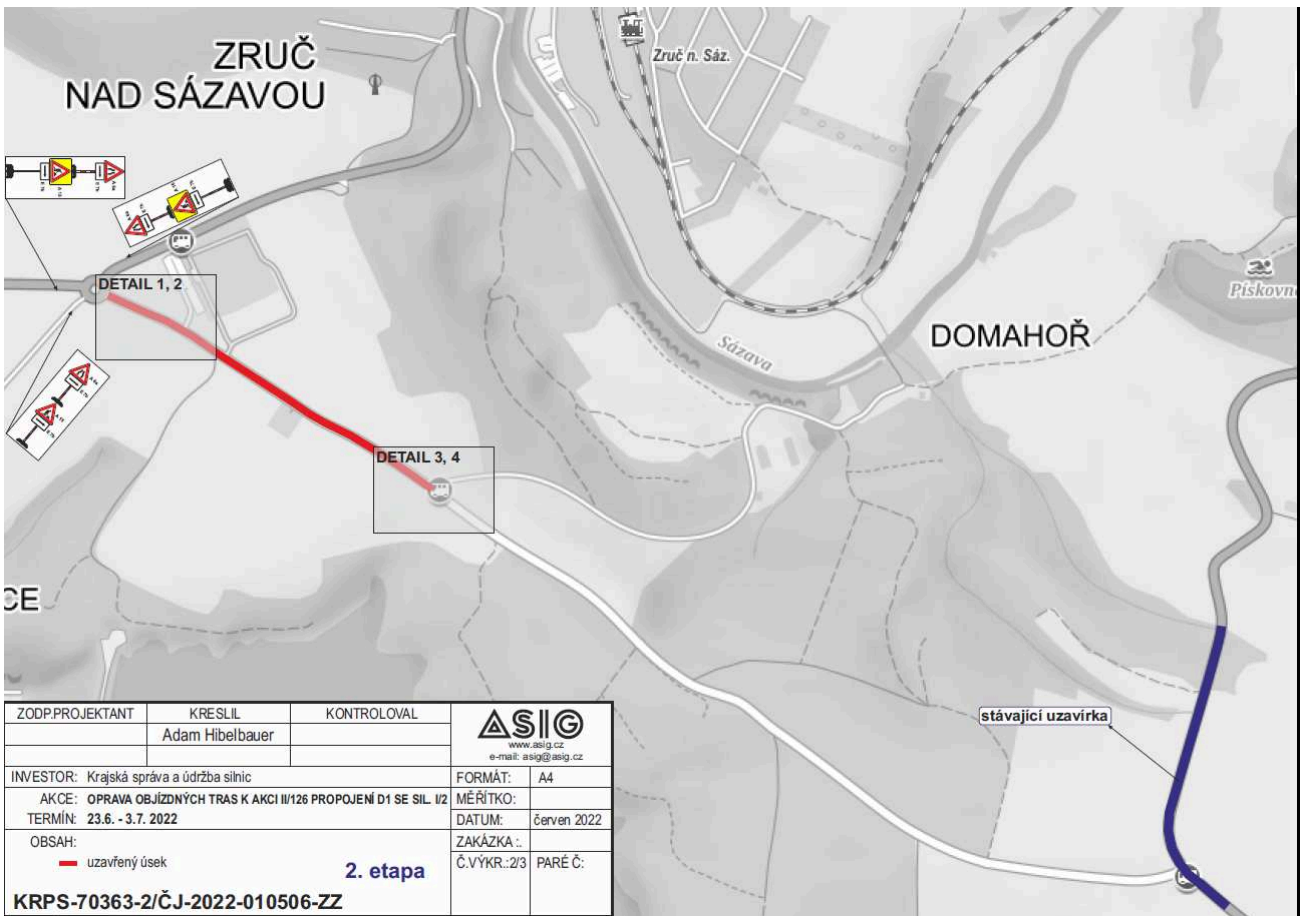 ZRUČ
NAD SÁZAVOU
Zruč n. Sáz.
DETAIL 1, 2
Sázava
DOMAHOŘ
Pískovn
DETAIL 3, 4
CE
stávající uzavírka
ZODP.PROJEKTANT KRESLIL KONTROLOVAL
Adam Hibelbauer
ASIG
www.asig.cz
e-mail: asig@asig.cz
INVESTOR: Krajská správa a údržba silnic
FORMÁT: A4
AKCE: OPRAVA OBJÍZDNÝCH TRAS K AKCI II/126 PROPOJENÍ D1 SE SIL. I/2
MĚŘÍTKO:
TERMÍN: 23.6. - 3.7. 2022
DATUM: červen 2022
OBSAH:
ZAKÁZKA :.
uzavřený úsek
2. etapa
Č.VÝKR.:2/3 PARÉ Č:
KRPS-70363-2/ČJ-2022-010506-ZZ